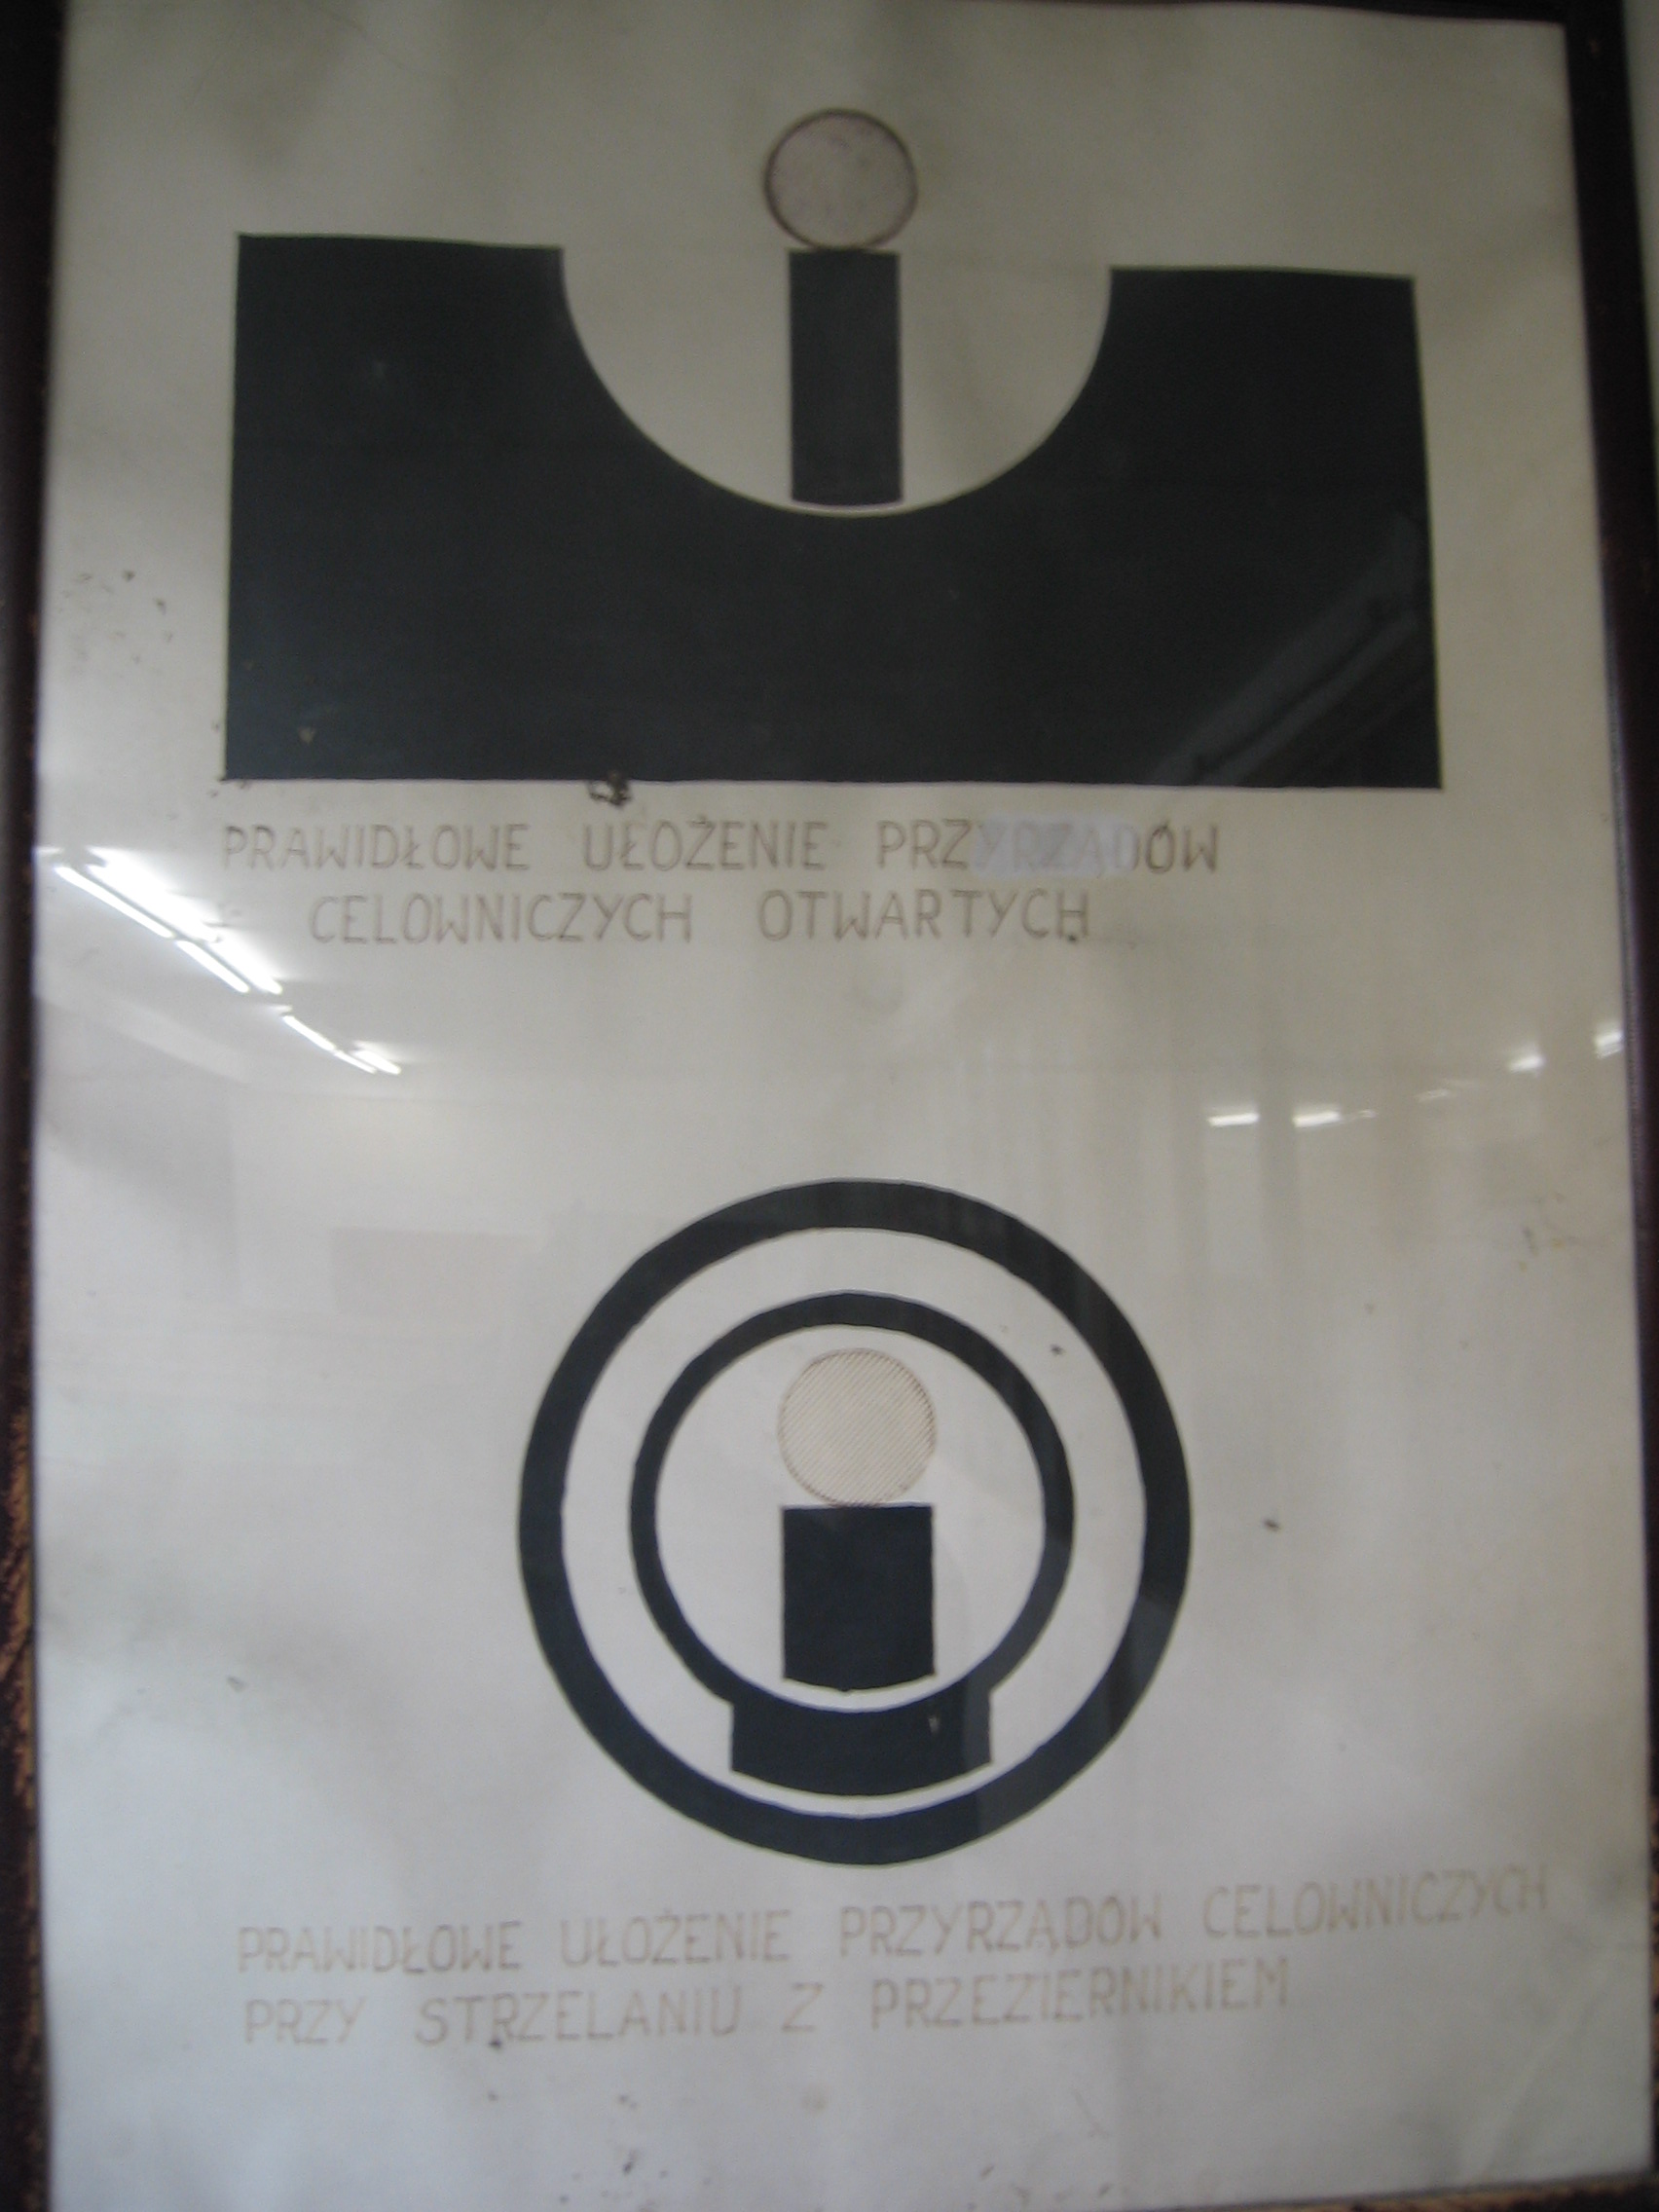 PRAWIDŁOWE UŁOŻENIE PRZYRZĄDÓW
CELOWNICZYCH OTWARTYCH
PRAWIDŁOWE UŁOŻENIE PRZYRZĄDÓW CELOWNICZYCH
PRZY STRZELANIU Z PRZEZIERNIKIEM